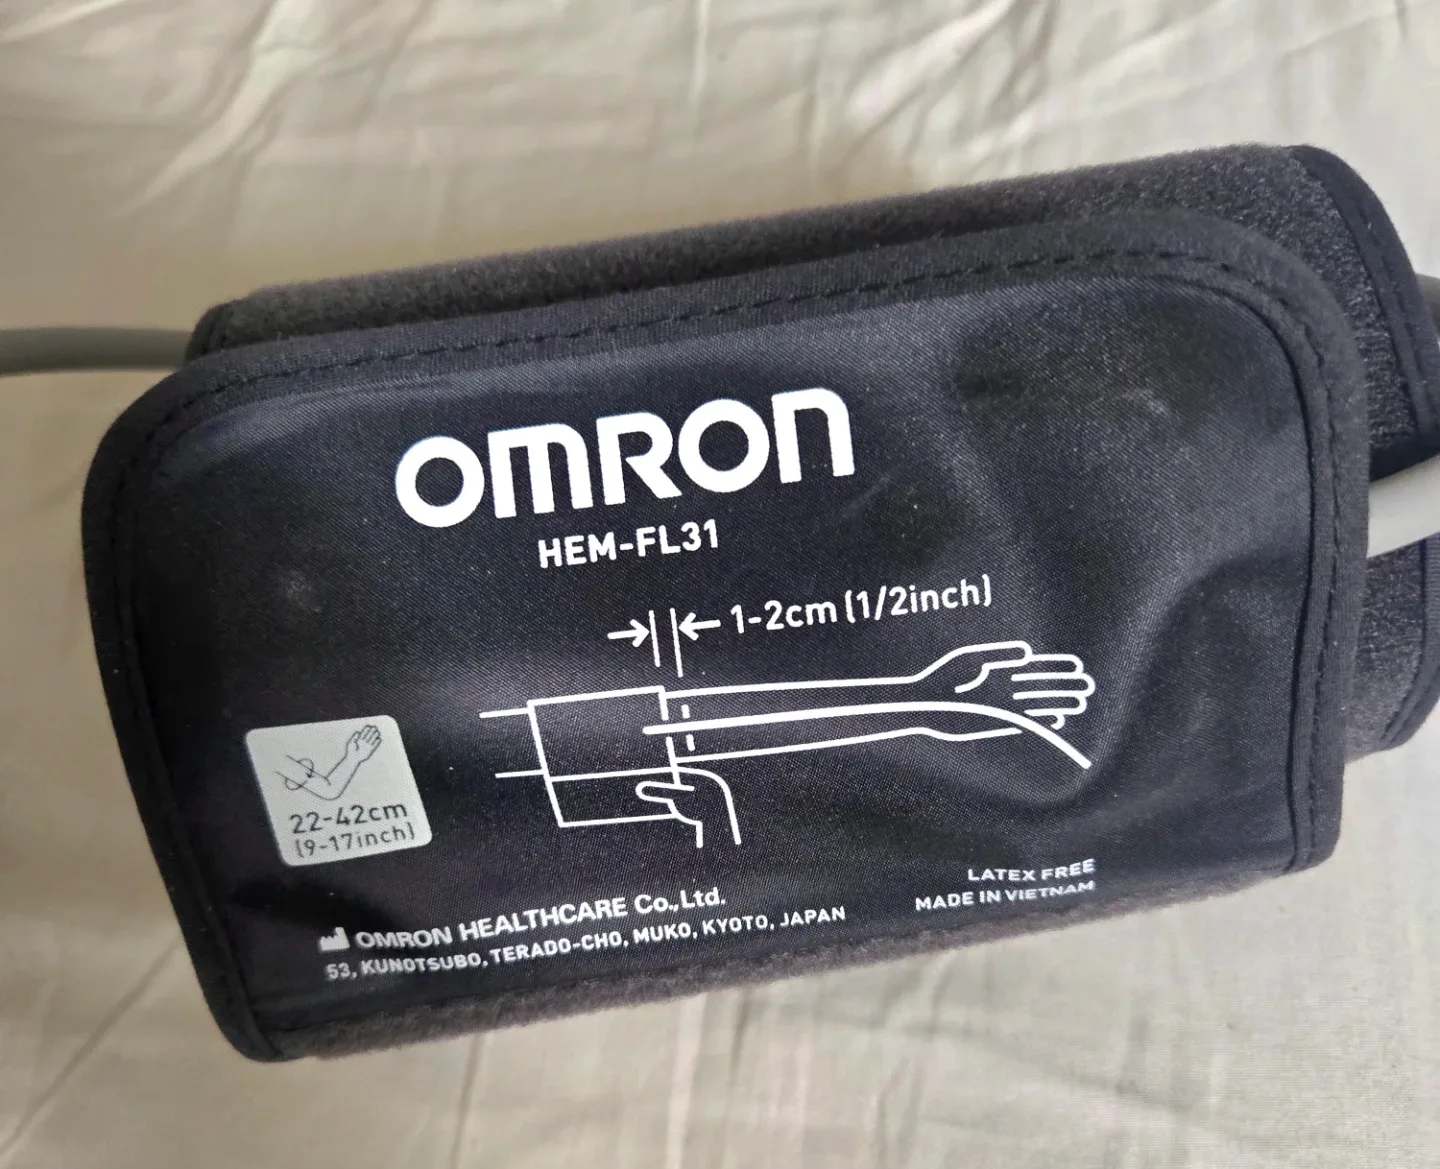 OMRON
HEM-FL31
1-2cm (1/2inch)
22-42cm
(9-17inch)
OMRON HEALTHCARE Co.,Ltd.
53, KUNOTSUBO, TERADO-CHO, MUKO, KYOTO, JAPAN
LATEX FREE
MADE IN VIETNAM